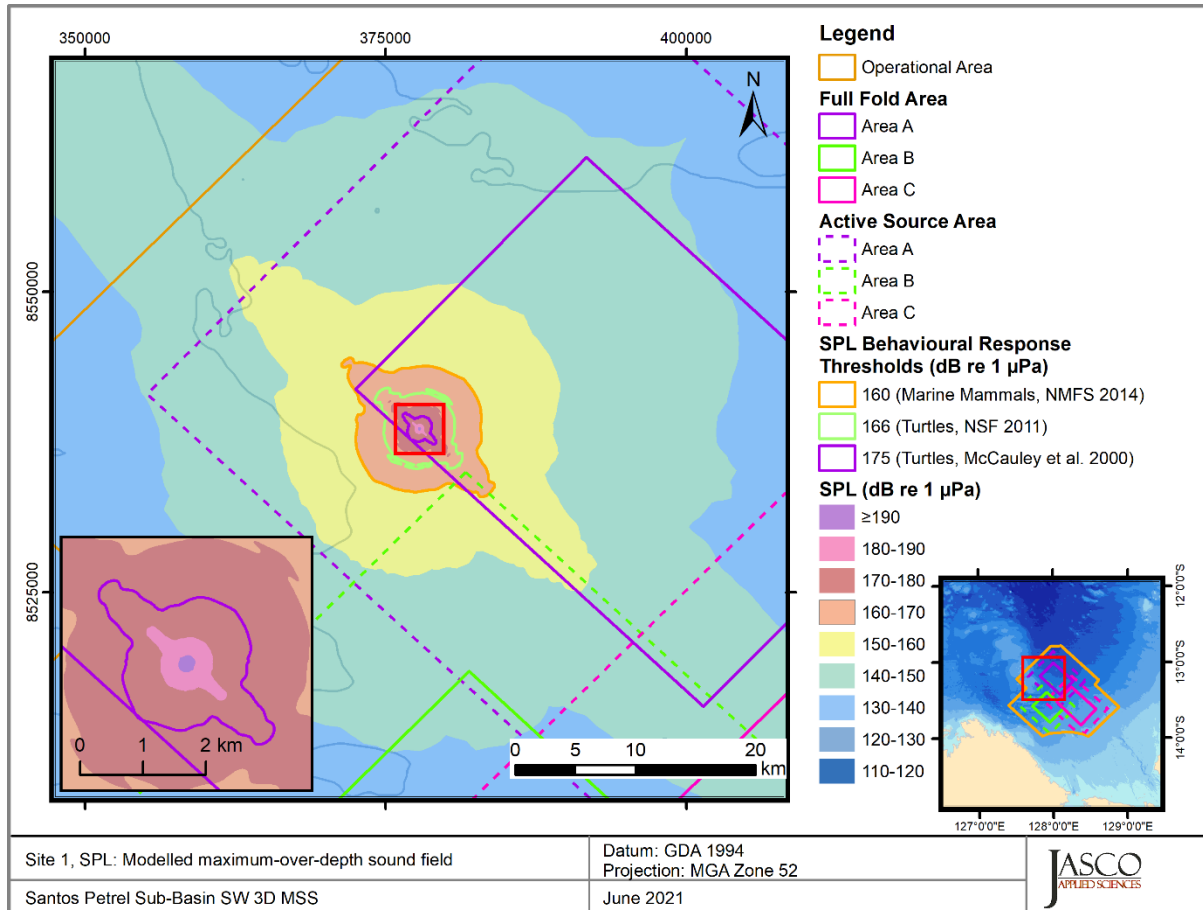 350000
375000
400000
8550000
8525000
N
0 1 2 km
0 5 10 20
km
Legend
Operational Area
Full Fold Area
Area A
Area B
Area C
Active Source Area
Area A
Area B
Area C
SPL Behavioural Response
Thresholds (dB re 1 µPa)
160 (Marine Mammals, NMFS 2014)
166 (Turtles, NSF 2011)
175 (Turtles, McCauley et al. 2000)
SPL (dB re 1 µPa)
≥190
180-190
170-180
160-170
150-160
140-150
130-140
120-130
110-120
12°0'0"S
13°0'0"S
14°0'0"S
127°0'0"E
128°0'0"E
129°0'0"E
Site 1, SPL: Modelled maximum-over-depth sound field
Datum: GDA 1994
Projection: MGA Zone 52
Santos Petrel Sub-Basin SW 3D MSS
June 2021
JASCO
APPLIED SCIENCES